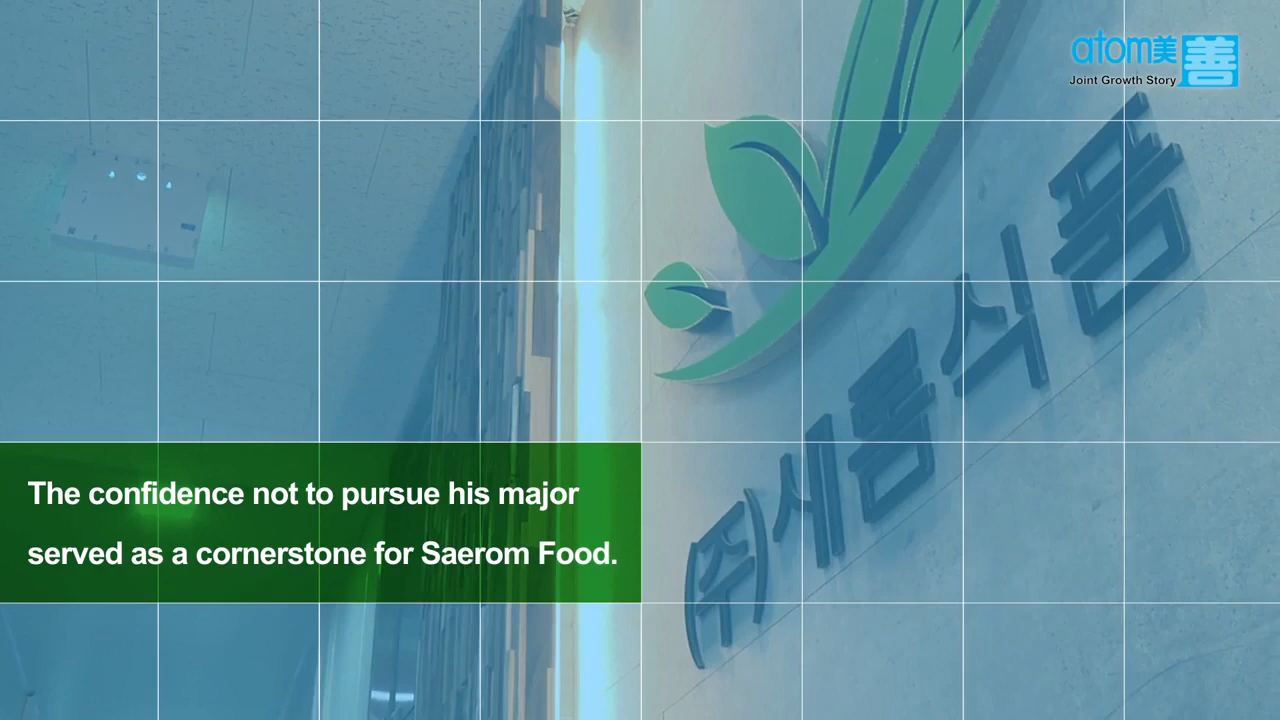 atom美 善
Joint Growth Story
(주)새롬식품
The confidence not to pursue his major
served as a cornerstone for Saerom Food.